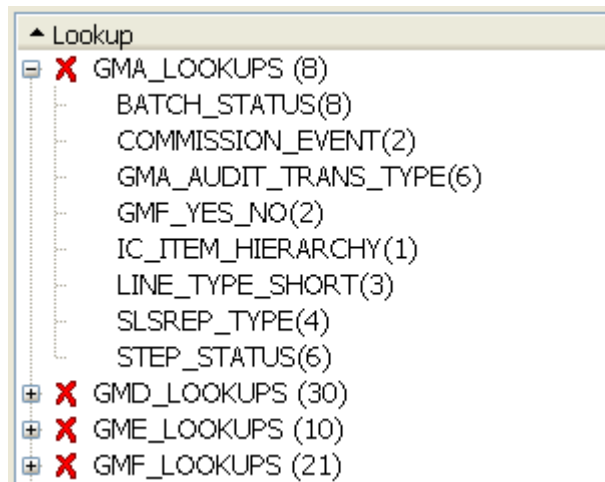 Lookup
GMA_LOOKUPS (8)
BATCH_STATUS(8)
COMMISSION_EVENT(2)
GMA_AUDIT_TRANS_TYPE(6)
GMF_YES_NO(2)
IC_ITEM_HIERARCHY(1)
LINE_TYPE_SHORT(3)
SLSREP_TYPE(4)
STEP_STATUS(6)
GMD_LOOKUPS (30)
GME_LOOKUPS (10)
GMF_LOOKUPS (21)